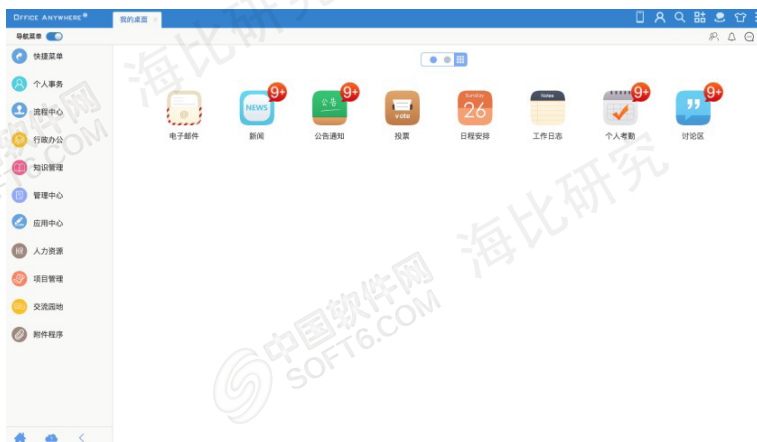 OFFICE ANYWHERE®
我的桌面 ×
导航菜单
快捷菜单
个人事务
流程中心
行政办公
知识管理
管理中心
应用中心
人力资源
项目管理
交流园地
附件程序
NEWS
9+
公告
9+
vote
Sunday
26
Notes
9+
9+
电子邮件
新闻
公告通知
投票
日程安排
工作日志
个人考勤
讨论区
HR
海比研究
海比研究
中国软件网
SOFT6.COM